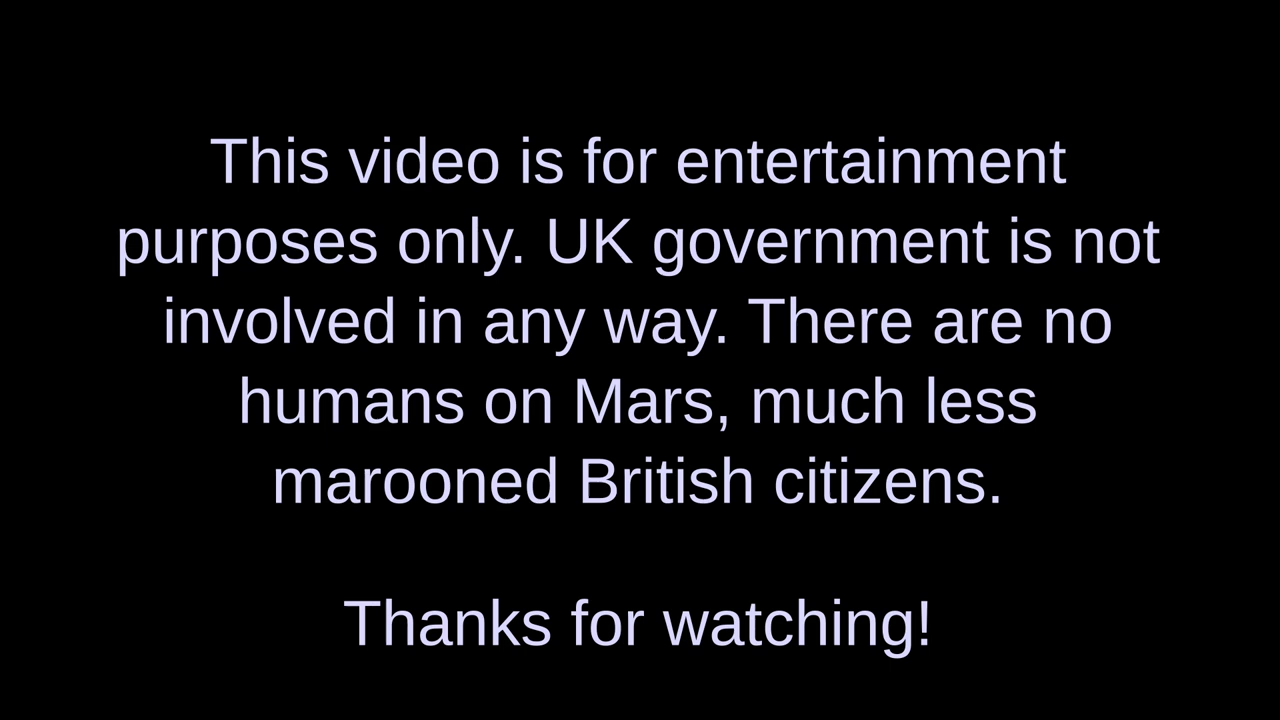 This video is for entertainment
purposes only. UK government is not
involved in any way. There are no
humans on Mars, much less
marooned British citizens.
Thanks for watching!